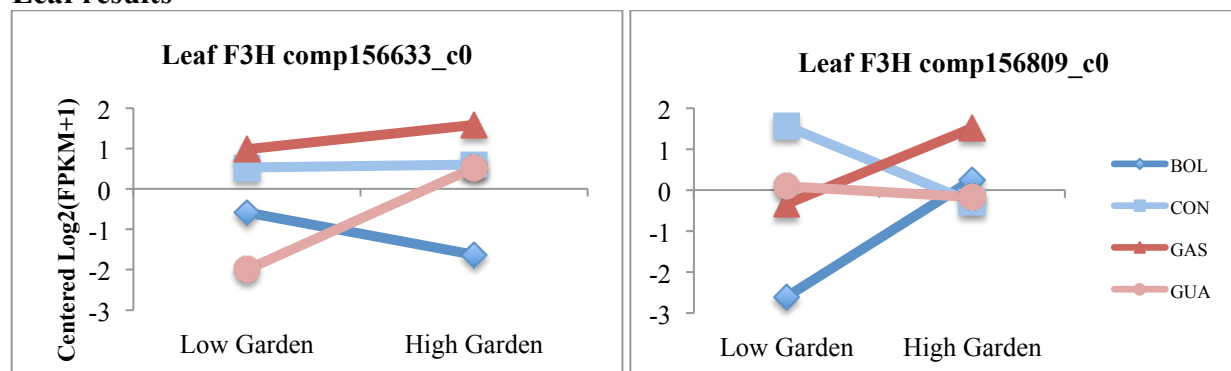 Leaf results
Leaf F3H comp156633_c0
Centered Log2(FPKM+1)
2
1
0
-1
-2
-3
Low Garden High Garden
Leaf F3H comp156809_c0
2
1
0
-1
-2
-3
Low Garden High Garden
BOL
CON
GAS
GUA